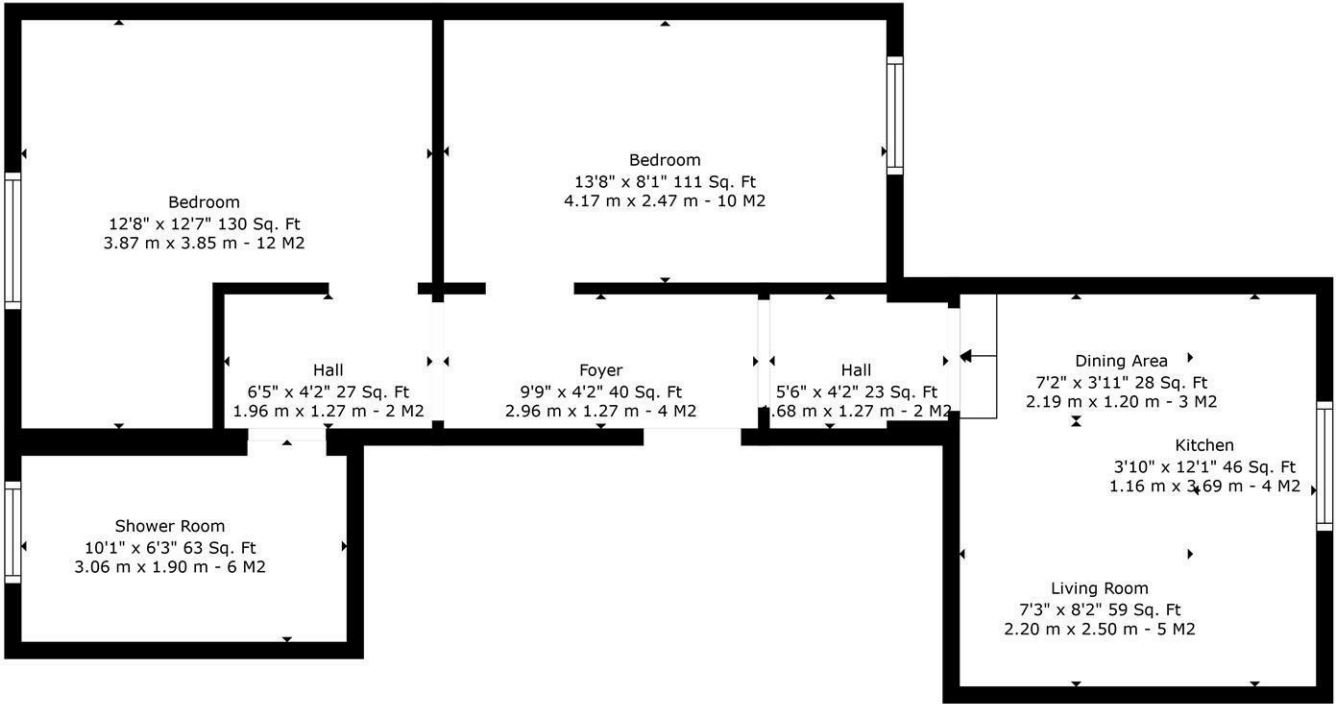 Bedroom
12'8" x 12'7" 130 Sq. Ft
3.87 m x 3.85 m - 12 M2
Bedroom
13'8" x 8'1" 111 Sq. Ft
4.17 m x 2.47 m - 10 M2
Hall
6'5" x 4'2" 27 Sq. Ft
1.96 m x 1.27 m - 2 M2
Foyer
9'9" x 4'2" 40 Sq. Ft
2.96 m x 1.27 m - 4 M2
Hall
5'6" x 4'2" 23 Sq. Ft
.68 m x 1.27 m - 2 M2
Dining Area
7'2" x 3'11" 28 Sq. Ft
2.19 m x 1.20 m - 3 M2
Kitchen
3'10" x 12'1" 46 Sq. Ft
1.16 m x 3.69 m - 4 M2
Shower Room
10'1" x 6'3" 63 Sq. Ft
3.06 m x 1.90 m - 6 M2
Living Room
7'3" x 8'2" 59 Sq. Ft
2.20 m x 2.50 m - 5 M2